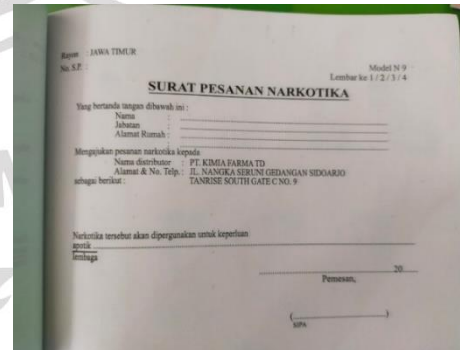 Rayon : JAWA TIMUR
No. S.P. :
Model N 9
Lembar ke 1 / 2 / 3 / 4
SURAT PESANAN NARKOTIKA
Yang bertanda tangan dibawah ini :
Nama :
Jabatan :
Alamat Rumah :
Mengajukan pesanan narkotika kepada
Nama distributor : PT. KIMIA FARMA TD
Alamat & No. Telp. : JL. NANGKA SERUNI GEDANGAN SIDOARJO
sebagai berikut : TANRISE SOUTH GATE C NO. 9
Narkotika tersebut akan dipergunakan untuk keperluan
apotik
lembaga
20
Pemesan,
( )
SIPA